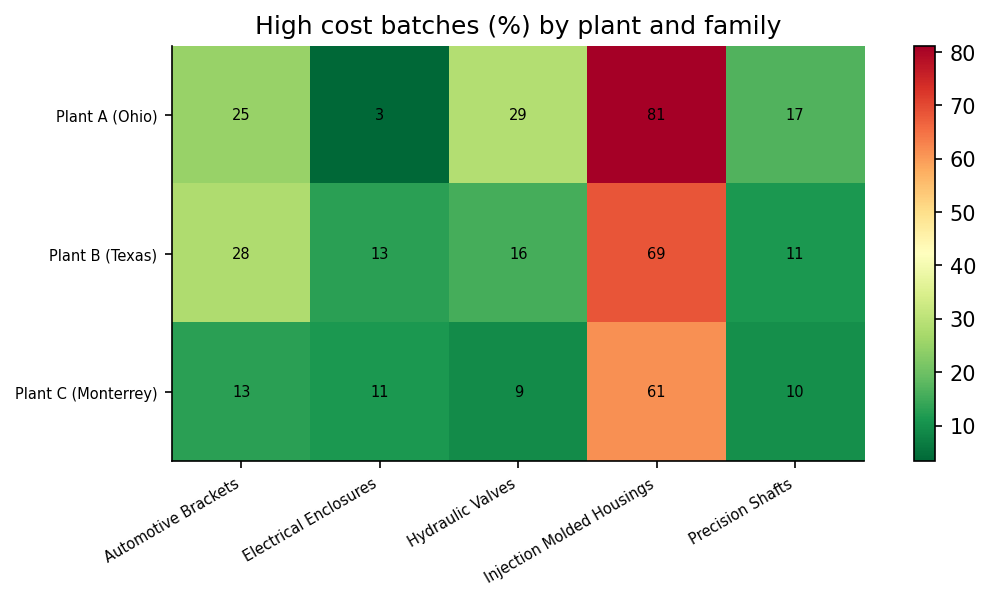 High cost batches (%) by plant and family
Plant A (Ohio) 25 3 29 81 17
Plant B (Texas) 28 13 16 69 11
Plant C (Monterrey) 13 11 9 61 10
Automotive Brackets
Electrical Enclosures
Hydraulic Valves
Injection Molded Housings
Precision Shafts
80
70
60
50
40
30
20
10